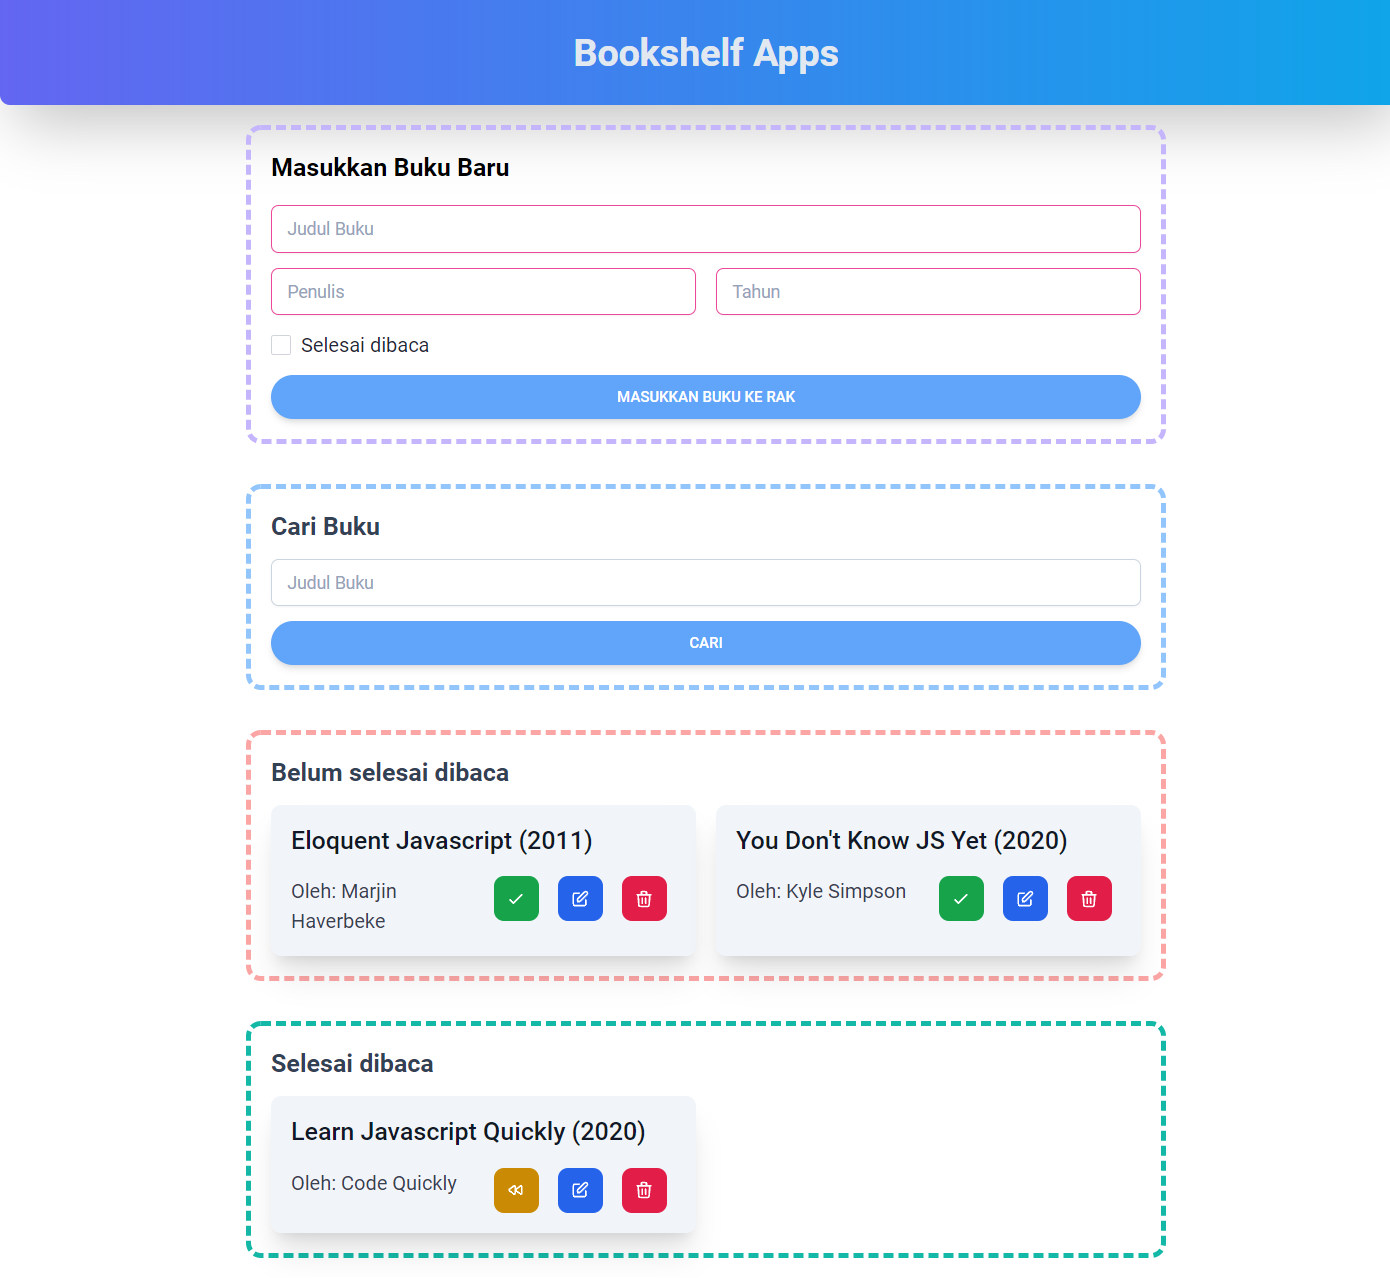 Bookshelf Apps
Masukkan Buku Baru
Judul Buku
Penulis
Tahun
Selesai dibaca
MASUKKAN BUKU KE RAK
Cari Buku
Judul Buku
CARI
Belum selesai dibaca
Eloquent Javascript (2011)
Oleh: Marjin
Haverbeke
You Don't Know JS Yet (2020)
Oleh: Kyle Simpson
Selesai dibaca
Learn Javascript Quickly (2020)
Oleh: Code Quickly